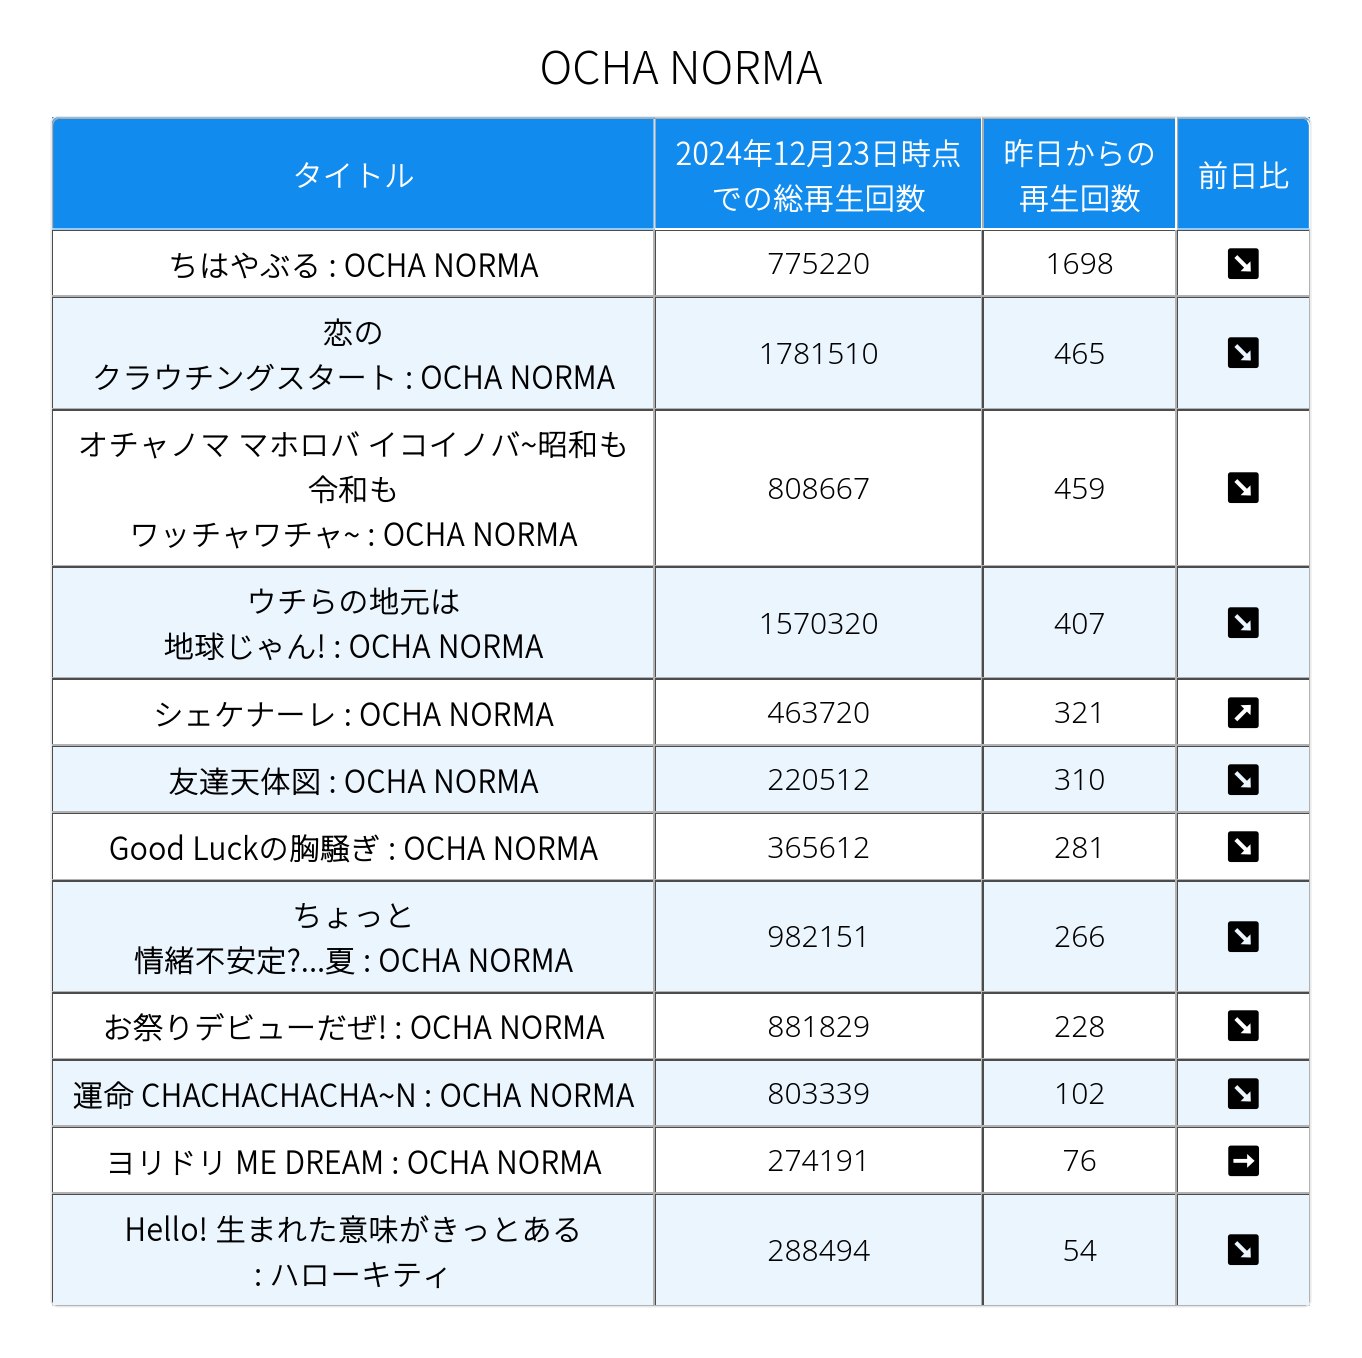 OCHA NORMA
タイトル
2024年12月23日時点
での総再生回数
昨日からの
再生回数
前日比
ちはやぶる : OCHA NORMA
775220
1698
恋の
クラウチングスタート : OCHA NORMA
1781510
465
オチャノマ マホロバ イコイノバ~昭和も
令和も
ワッチャワチャ~ : OCHA NORMA
808667
459
ウチらの地元は
地球じゃん! : OCHA NORMA
1570320
407
シェケナーレ : OCHA NORMA
463720
321
友達天体図 : OCHA NORMA
220512
310
Good Luckの胸騒ぎ : OCHA NORMA
365612
281
ちょっと
情緒不安定?...夏 : OCHA NORMA
982151
266
お祭りデビューだぜ! : OCHA NORMA
881829
228
運命 CHACHACHACHA~N : OCHA NORMA
803339
102
ヨリドリ ME DREAM : OCHA NORMA
274191
76
Hello! 生まれた意味がきっとある
: ハローキティ
288494
54